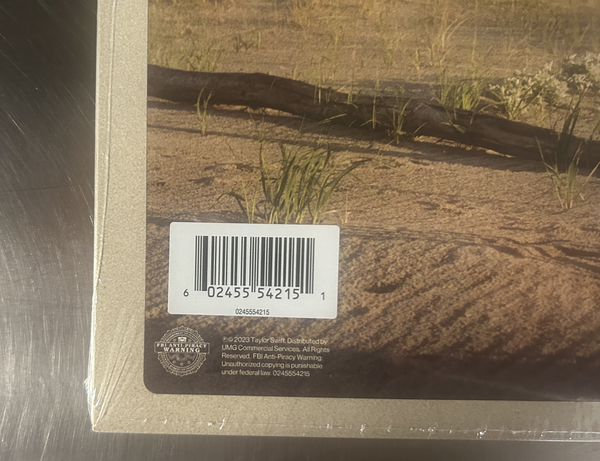 6 02455 54215 1
0245554215
FBI ANTI-PIRACY
WARNING
℗ © 2023 Taylor Swift. Distributed by
UMG Commercial Services. All Rights
Reserved. FBI Anti-Piracy Warning:
Unauthorized copying is punishable
under federal law. 0245554215